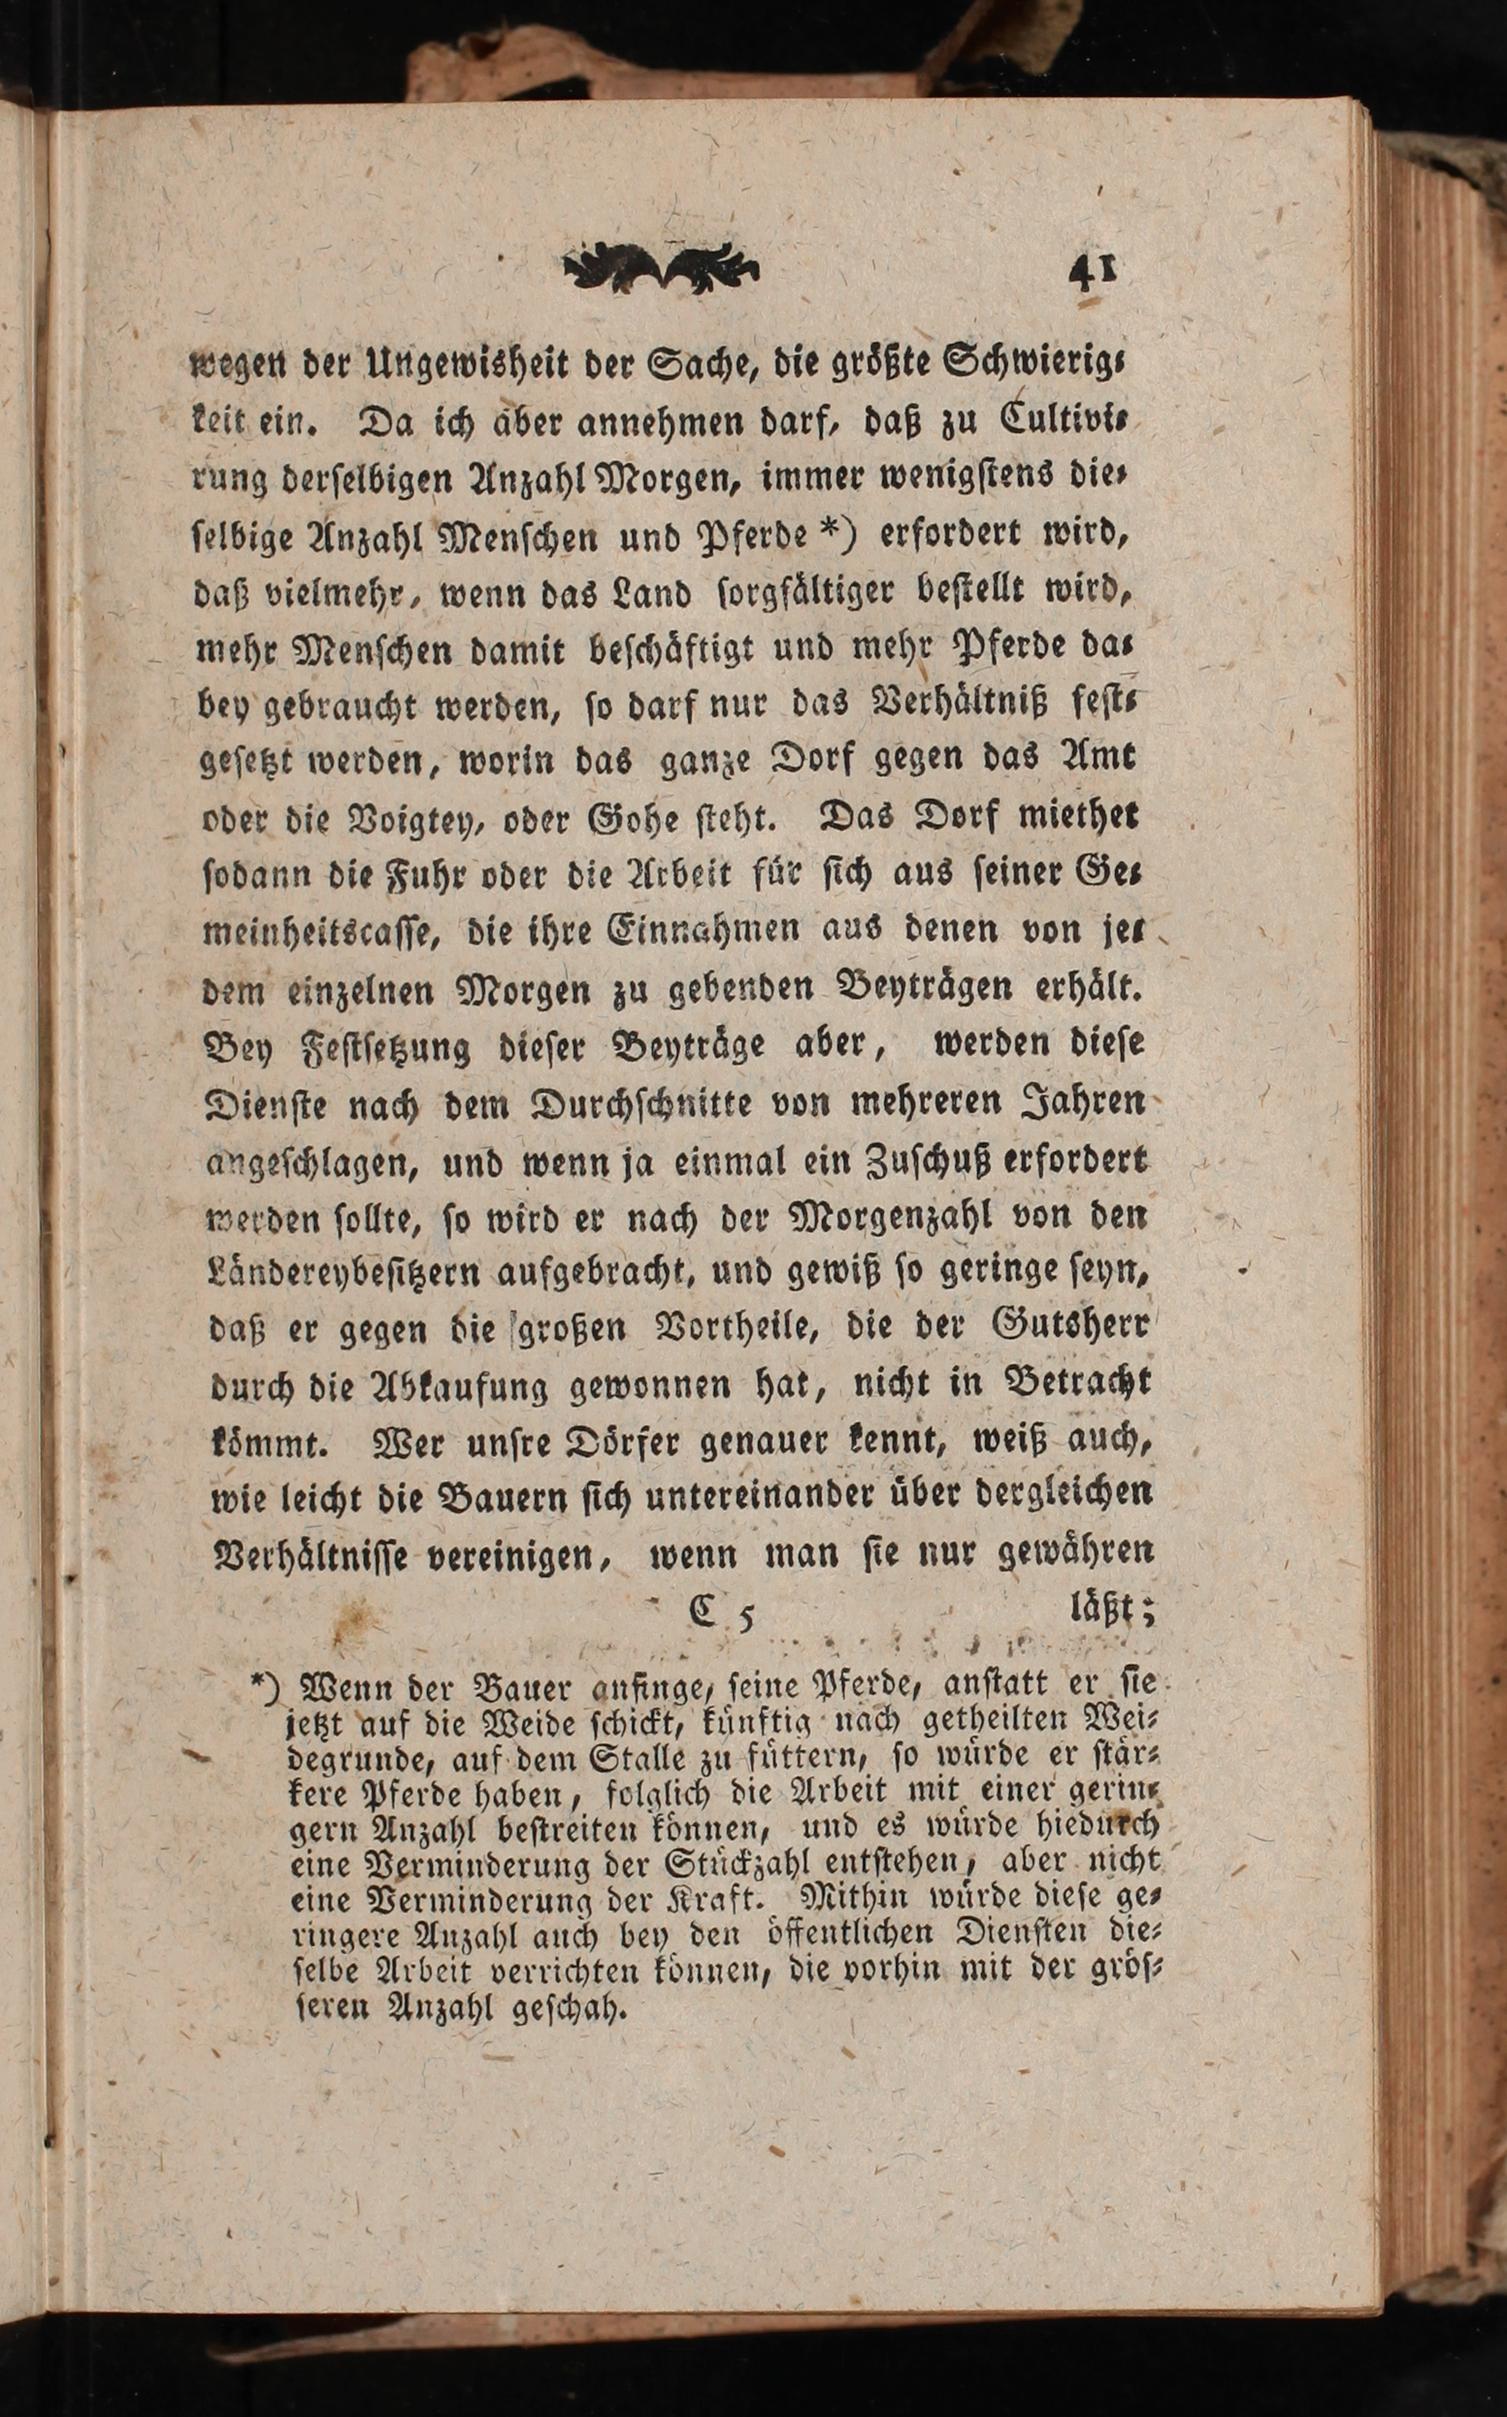 41
wegen der Ungewisheit der Sache, die größte Schwierig⸗
keit ein. Da ich aber annehmen darf, daß zu Cultivi⸗
rung derſelbigen Anzahl Morgen, immer wenigſtens die⸗
ſelbige Anzahl Menſchen und Pferde *) erfordert wird,
daß vielmehr, wenn das Land ſorgfältiger beſtellt wird,
mehr Menſchen damit beſchäftigt und mehr Pferde da⸗
bey gebraucht werden, ſo darf nur das Verhältniß feſt⸗
geſetzt werden, worin das ganze Dorf gegen das Amt
oder die Voigtey, oder Gohe ſteht. Das Dorf miethet
ſodann die Fuhr oder die Arbeit für ſich aus ſeiner Ge⸗
meinheitscaſſe, die ihre Einnahmen aus denen von je⸗
dem einzelnen Morgen zu gebenden Beyträgen erhält.
Bey Feſtſetzung dieſer Beyträge aber, werden dieſe
Dienſte nach dem Durchſchnitte von mehreren Jahren
angeſchlagen, und wenn ja einmal ein Zuſchuß erfordert
werden ſollte, ſo wird er nach der Morgenzahl von den
Ländereybeſitzern aufgebracht, und gewiß ſo geringe ſeyn,
daß er gegen die großen Vortheile, die der Gutsherr
durch die Abkaufung gewonnen hat, nicht in Betracht
kömmt. Wer unſre Dörfer genauer kennt, weiß auch,
wie leicht die Bauern ſich untereinander über dergleichen
Verhältniſſe vereinigen, wenn man ſie nur gewähren
C 5 läßt;
*) Wenn der Bauer anfinge, ſeine Pferde, anſtatt er ſie
jetzt auf die Weide ſchickt, künftig nach getheilten Wei⸗
degrunde, auf dem Stalle zu füttern, ſo würde er ſtär⸗
kere Pferde haben, folglich die Arbeit mit einer gerin⸗
gern Anzahl beſtreiten können, und es würde hiedurch
eine Verminderung der Stückzahl entſtehen, aber nicht
eine Verminderung der Kraft. Mithin würde dieſe ge⸗
ringere Anzahl auch bey den öffentlichen Dienſten die⸗
ſelbe Arbeit verrichten können, die vorhin mit der gröſ⸗
ſeren Anzahl geſchah.